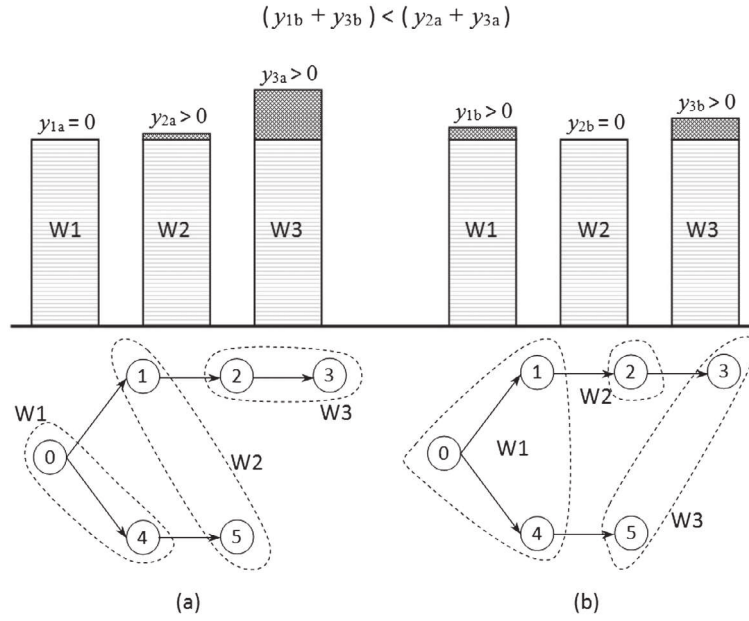 ( y1b + y3b ) < ( y2a + y3a )
y3a > 0
y1a = 0
y2a > 0
y1b > 0
y2b = 0
y3b > 0
W1
W2
W3
W1
W2
W3
1
2
3
W1
W3
0
W2
4
5
1
2
3
W2
0
W1
4
5
W3
(a)
(b)